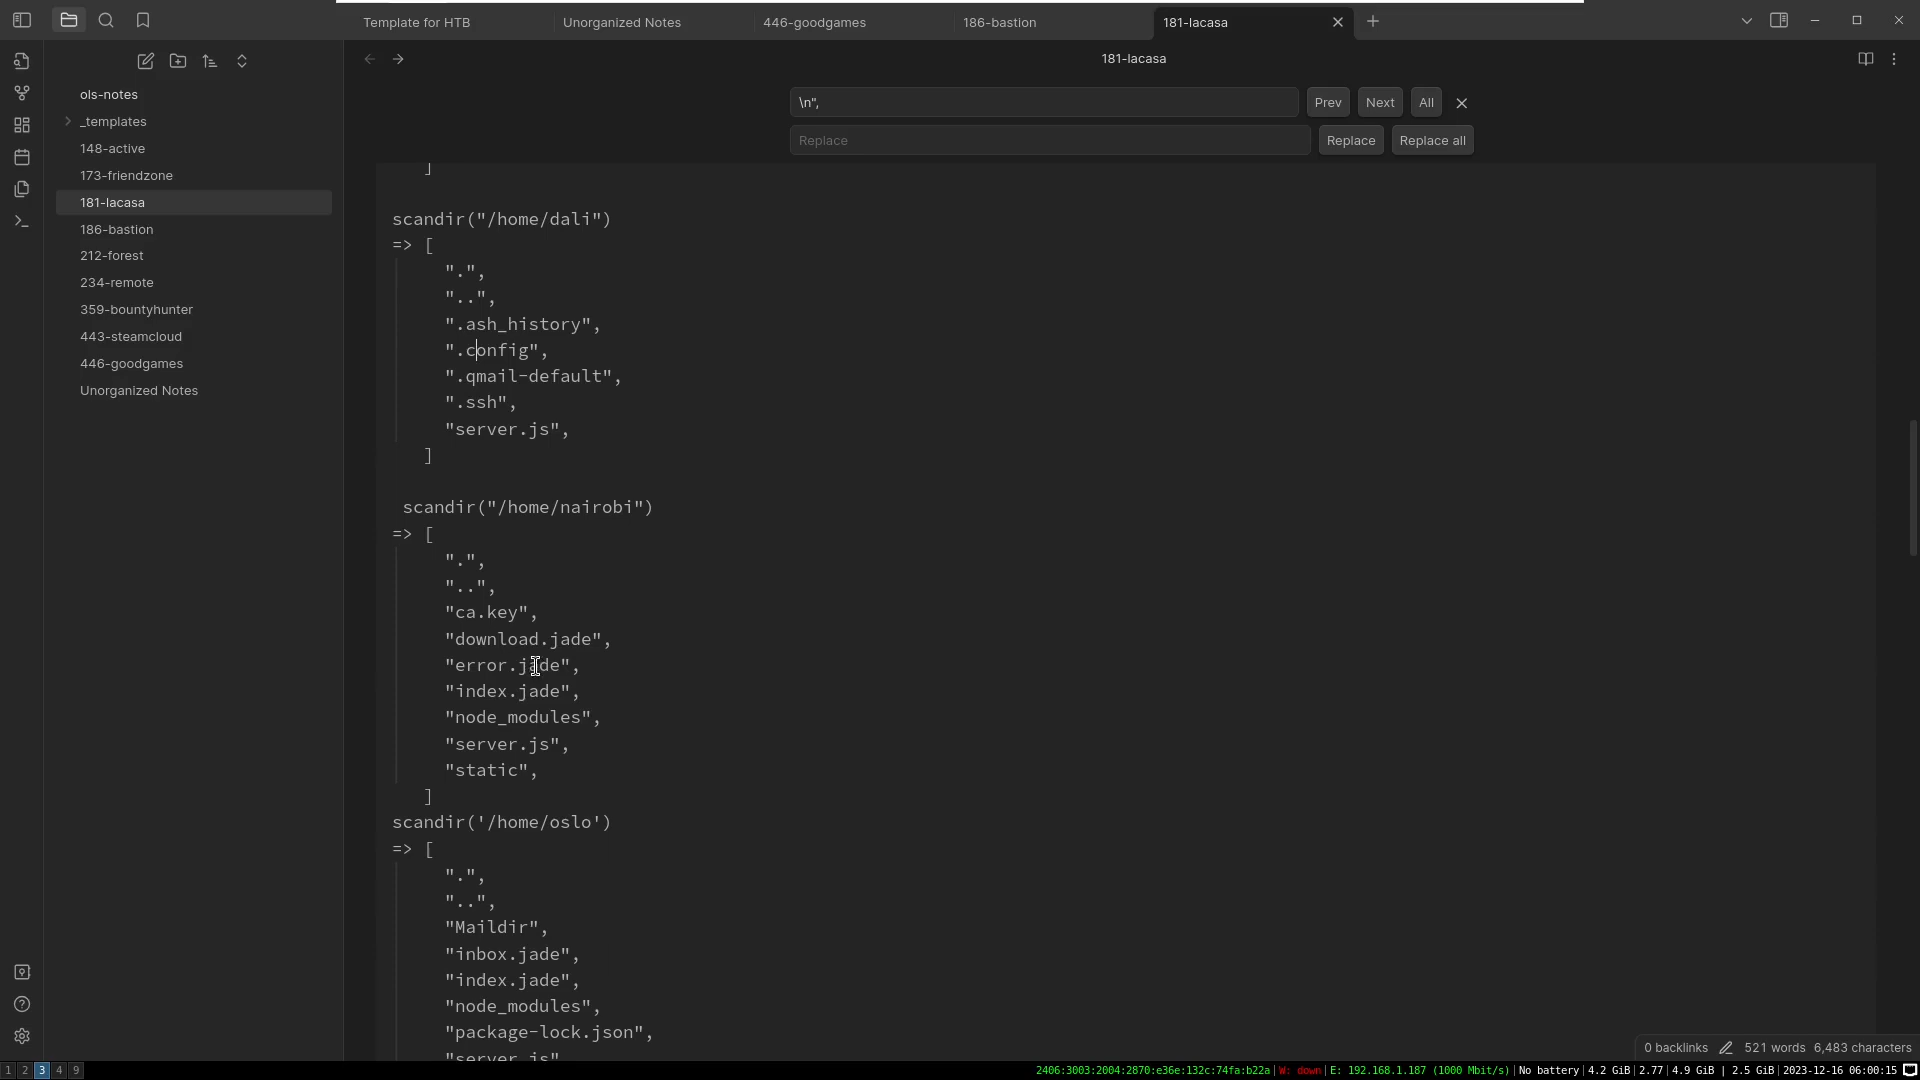 Template for HTB
Unorganized Notes
446-goodgames
186-bastion
181-lacasa
181-lacasa
ols-notes
_templates
148-active
173-friendzone
181-lacasa
186-bastion
212-forest
234-remote
359-bountyhunter
443-steamcloud
446-goodgames
Unorganized Notes
\n",
Prev
Next
All
Replace
Replace
Replace all
]
scandir("/home/dali")
=> [
".",
"..",
".ash_history",
".config",
".qmail-default",
".ssh",
"server.js",
]
scandir("/home/nairobi")
=> [
".",
"..",
"ca.key",
"download.jade",
"error.jade",
"index.jade",
"node_modules",
"server.js",
"static",
]
scandir('/home/oslo')
=> [
".",
"..",
"Maildir",
"inbox.jade",
"index.jade",
"node_modules",
"package-lock.json",
"server.js"
0 backlinks
521 words
6,483 characters
1 2 3 4 9
2406:3003:2004:2870:e36e:132c:74fa:b22a|W: down|E: 192.168.1.187 (1000 Mbit/s)|No battery|4.2 GiB|2.77|4.9 GiB | 2.5 GiB|2023-12-16 06:00:15